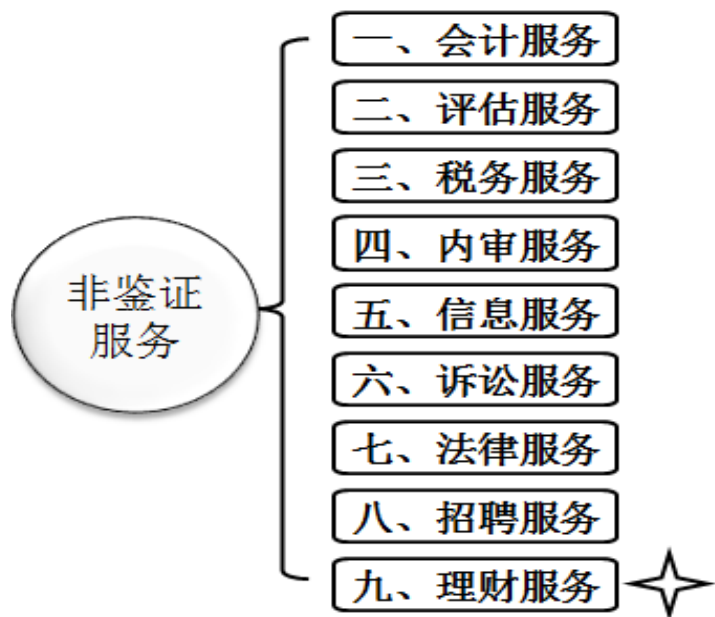 一、会计服务
二、评估服务
三、税务服务
四、内审服务
非鉴证
服务
五、信息服务
六、诉讼服务
七、法律服务
八、招聘服务
九、理财服务